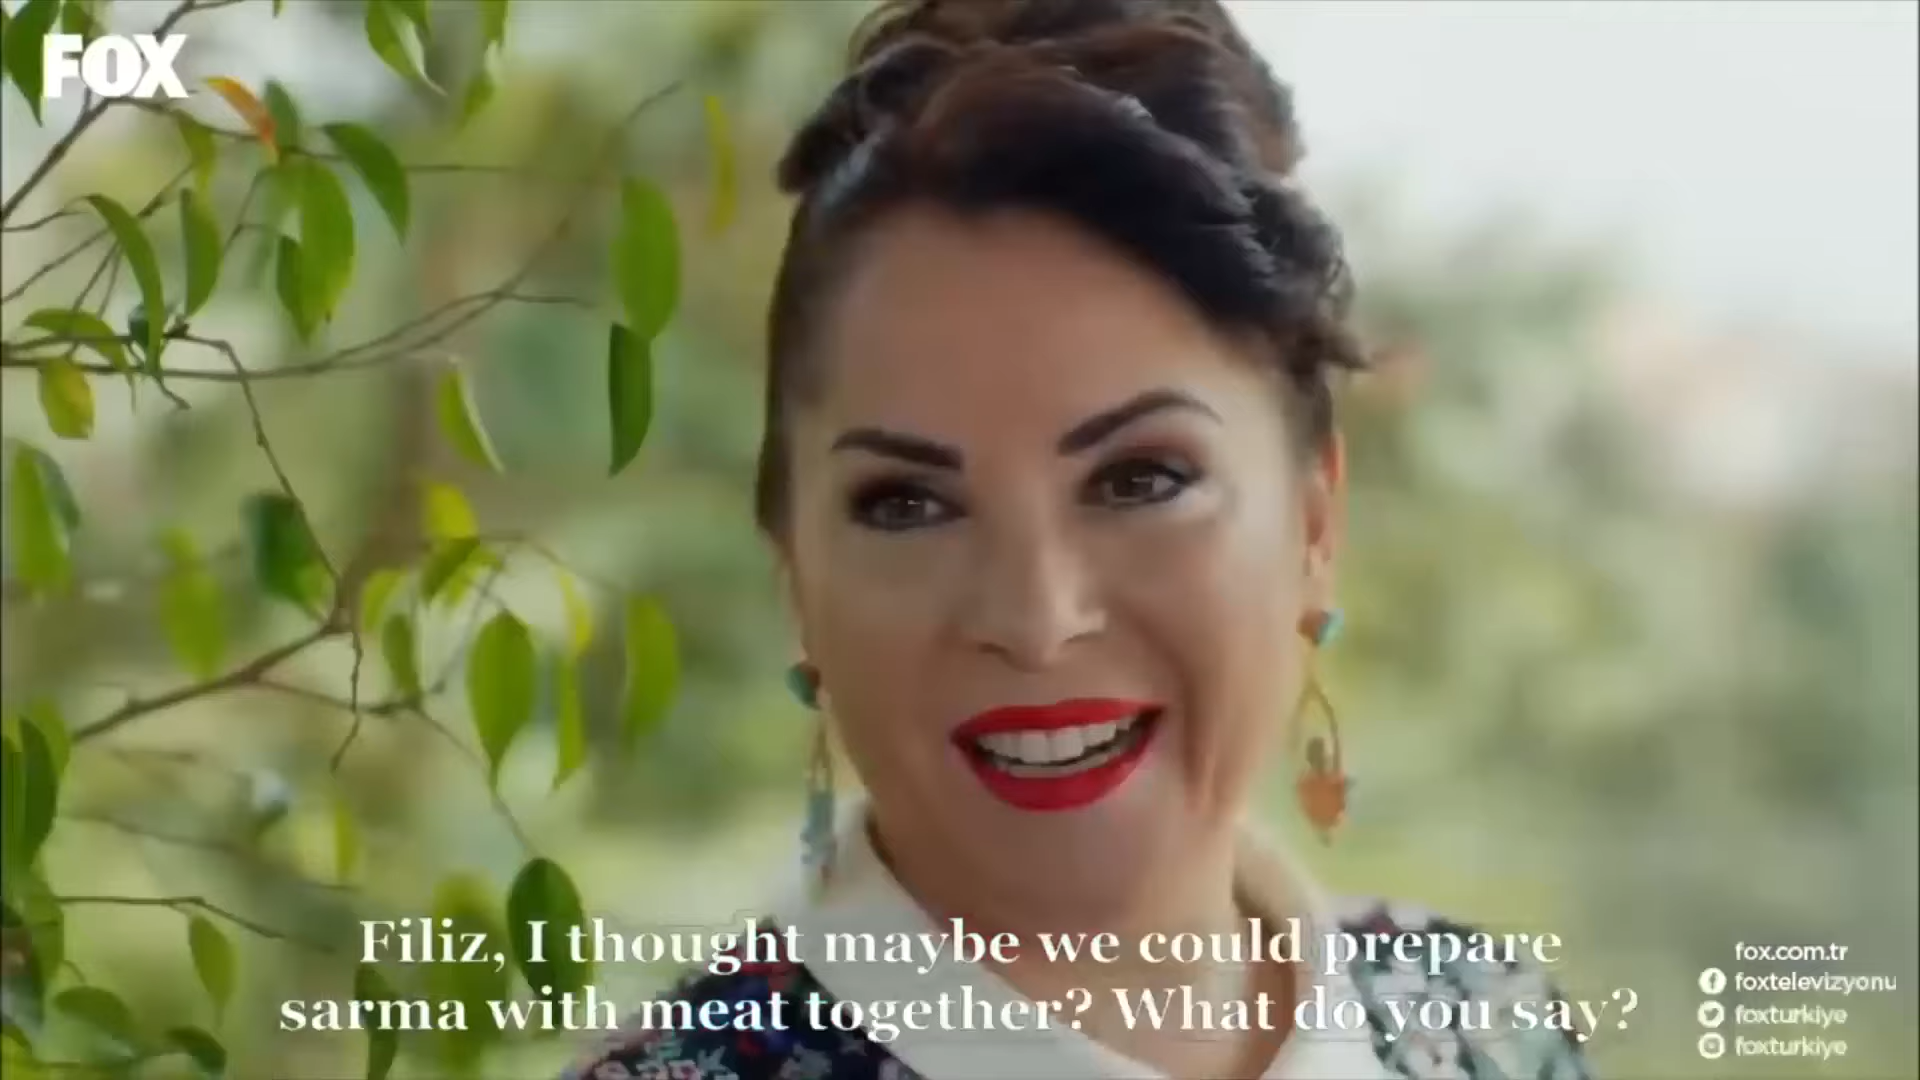 FOX
Filiz, I thought maybe we could prepare
sarma with meat together? What do you say?
fox.com.tr
foxtelevizyonu
foxturkiye
foxturkiye